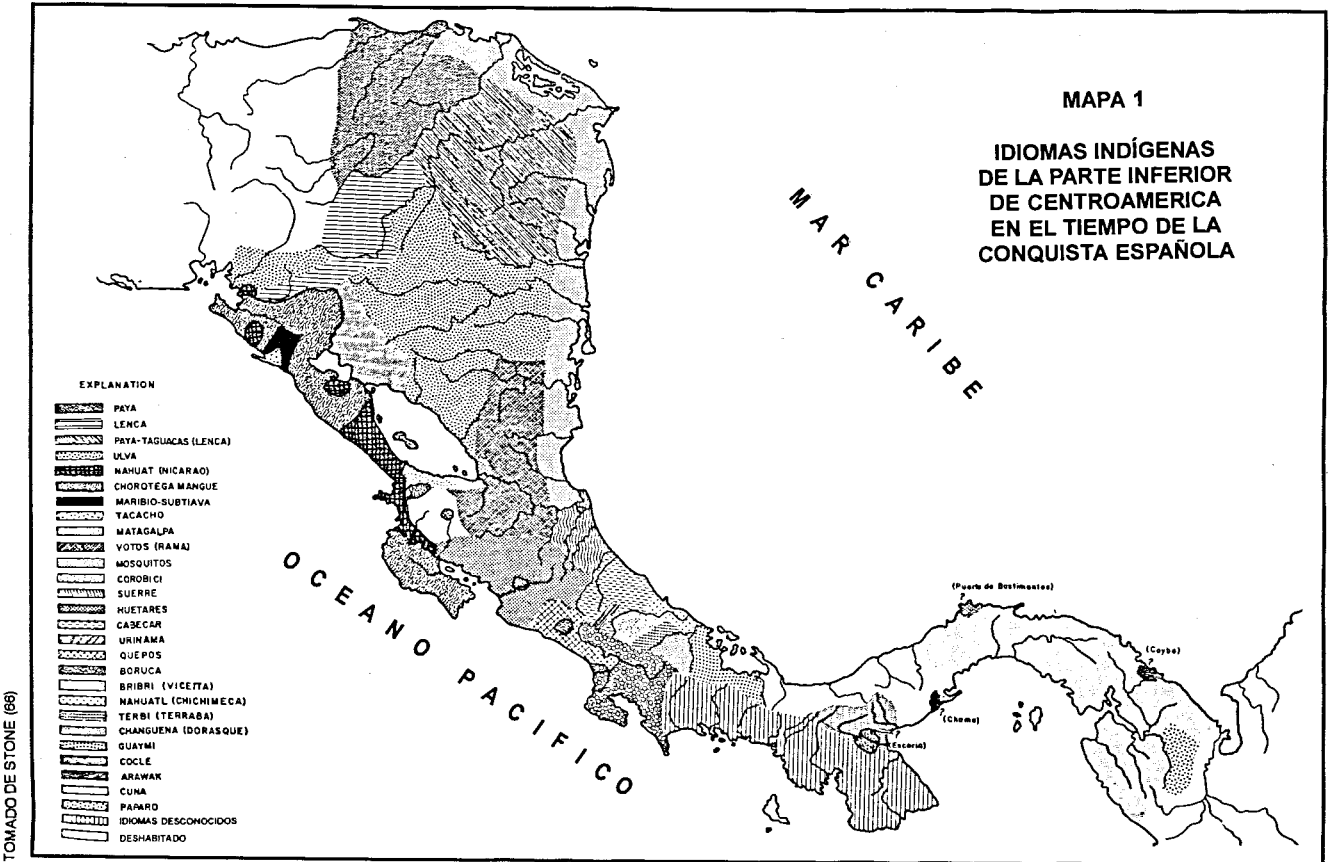 MAPA 1
IDIOMAS INDÍGENAS
DE LA PARTE INFERIOR
DE CENTROAMERICA
EN EL TIEMPO DE LA
CONQUISTA ESPAÑOLA
MAR CARIBE
OCEANO PACIFICO
EXPLANATION
PAYA
LENCA
PAYA-TAGUACAS (LENCA)
ULVA
NAHUAT (NICARAO)
CHOROTEGA MANGUE
MARIBIO-SUBTIAVA
TACACHO
MATAGALPA
VOTOS (RAMA)
MOSQUITOS
COROBICI
SUERRE
HUETARES
CABECAR
URINAMA
QUEPOS
BORUCA
BRIBRI (VICEITA)
NAHUATL (CHICHIMECA)
TERBI (TERRABA)
CHANGUENA (DORASQUE)
GUAYMI
COCLE
ARAWAK
CUNA
PAPARO
IDIOMAS DESCONOCIDOS
DESHABITADO
(Puerto de Bastimentos)
?
(Coybo)
?
?
(Chame)
?
(Escoria)
TOMADO DE STONE (66)